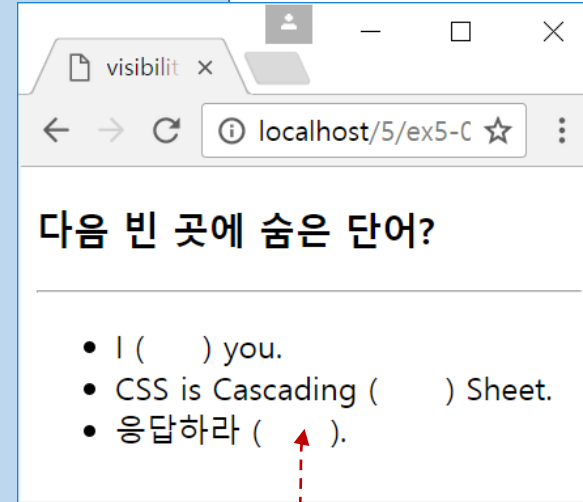 visibilit
localhost/5/ex5-0
다음 빈 곳에 숨은 단어?
I ( ) you.
CSS is Cascading ( ) Sheet.
응답하라 ( ).